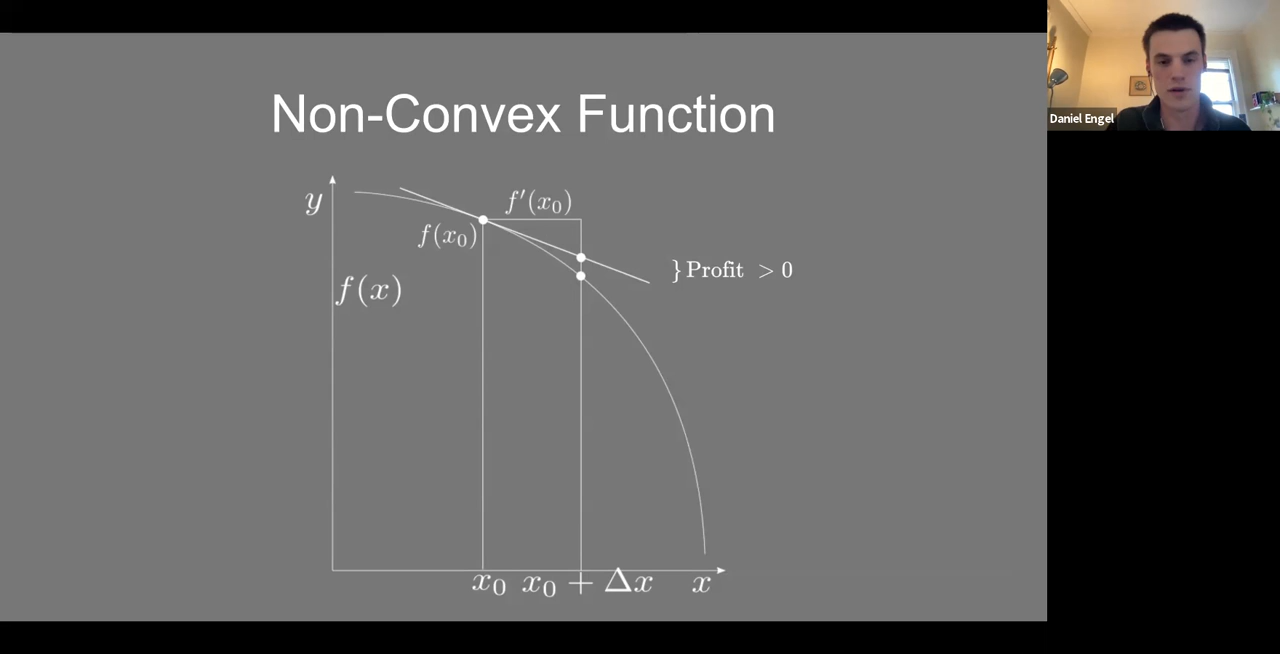 Non-Convex Function
y
f′(x₀)
f(x₀)
f(x)
} Profit > 0
x₀ x₀ + Δx x
Daniel Engel